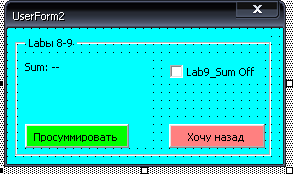 UserForm2
Labы 8-9
Sum: --
Lab9_Sum Off
Просуммировать
Хочу назад